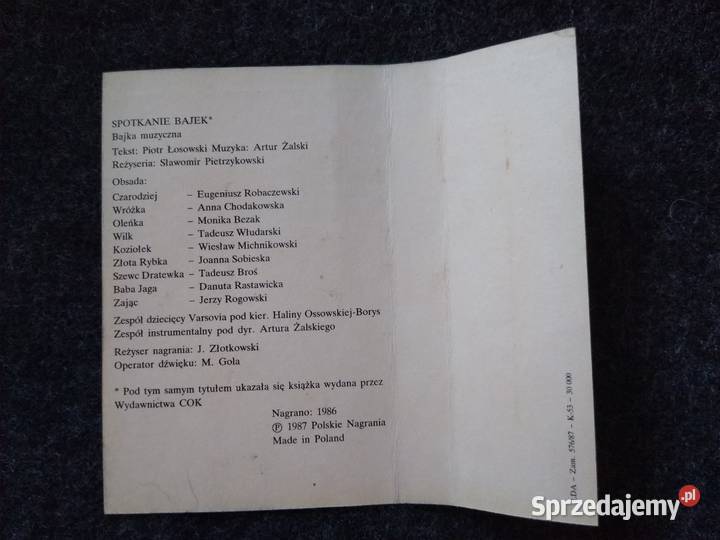 SPOTKANIE BAJEK*
Bajka muzyczna
Tekst: Piotr Łosowski Muzyka: Artur Żalski
Reżyseria: Sławomir Pietrzykowski
Obsada:
Czarodziej – Eugeniusz Robaczewski
Wróżka – Anna Chodakowska
Oleńka – Monika Bezak
Wilk – Tadeusz Włudarski
Koziołek – Wiesław Michnikowski
Złota Rybka – Joanna Sobieska
Szewc Dratewka – Tadeusz Broś
Baba Jaga – Danuta Rastawicka
Zając – Jerzy Rogowski
Zespół dziecięcy Varsovia pod kier. Haliny Ossowskiej-Borys
Zespół instrumentalny pod dyr. Artura Żalskiego
Reżyser nagrania: J. Złotkowski
Operator dźwięku: M. Gola
* Pod tym samym tytułem ukazała się książka wydana przez
Wydawnictwa COK
Nagrano: 1986
Ⓟ 1987 Polskie Nagrania
Made in Poland
LDA – Zam. 576/87 – K-53 – 30 000
Sprzedajemy.pl